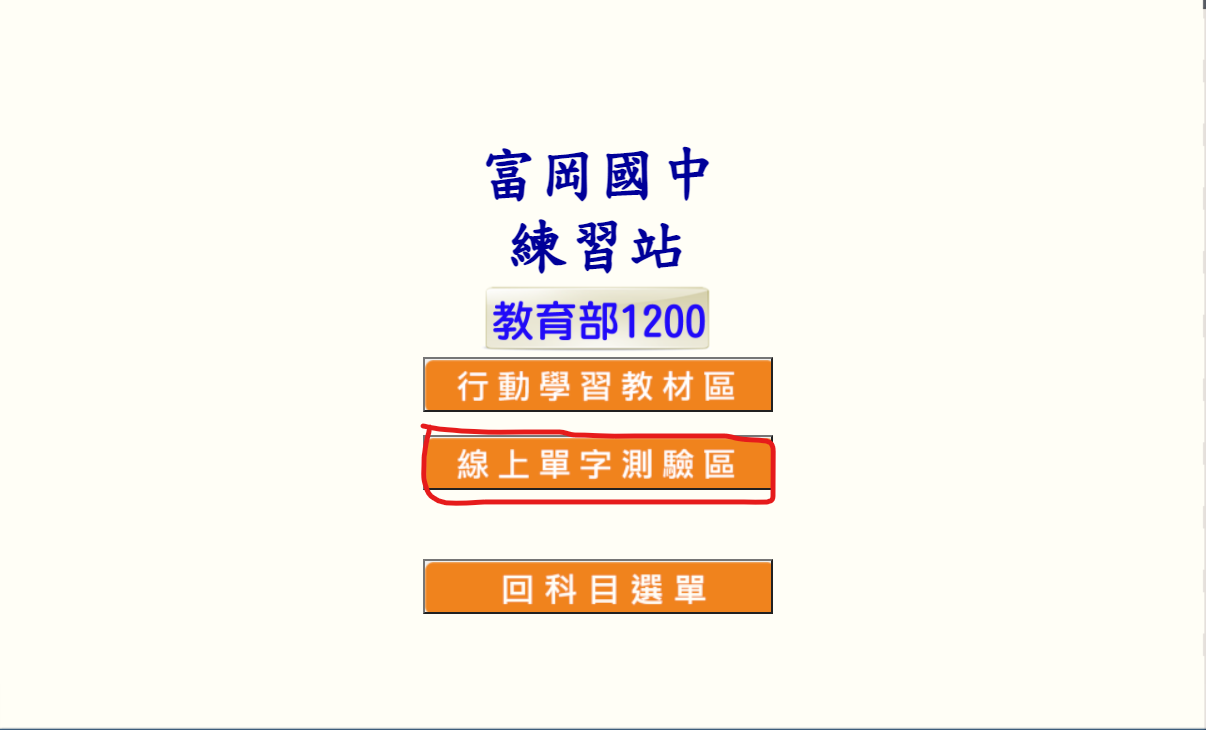 富岡國中
練習站
教育部1200
行動學習教材區
線上單字測驗區
回科目選單